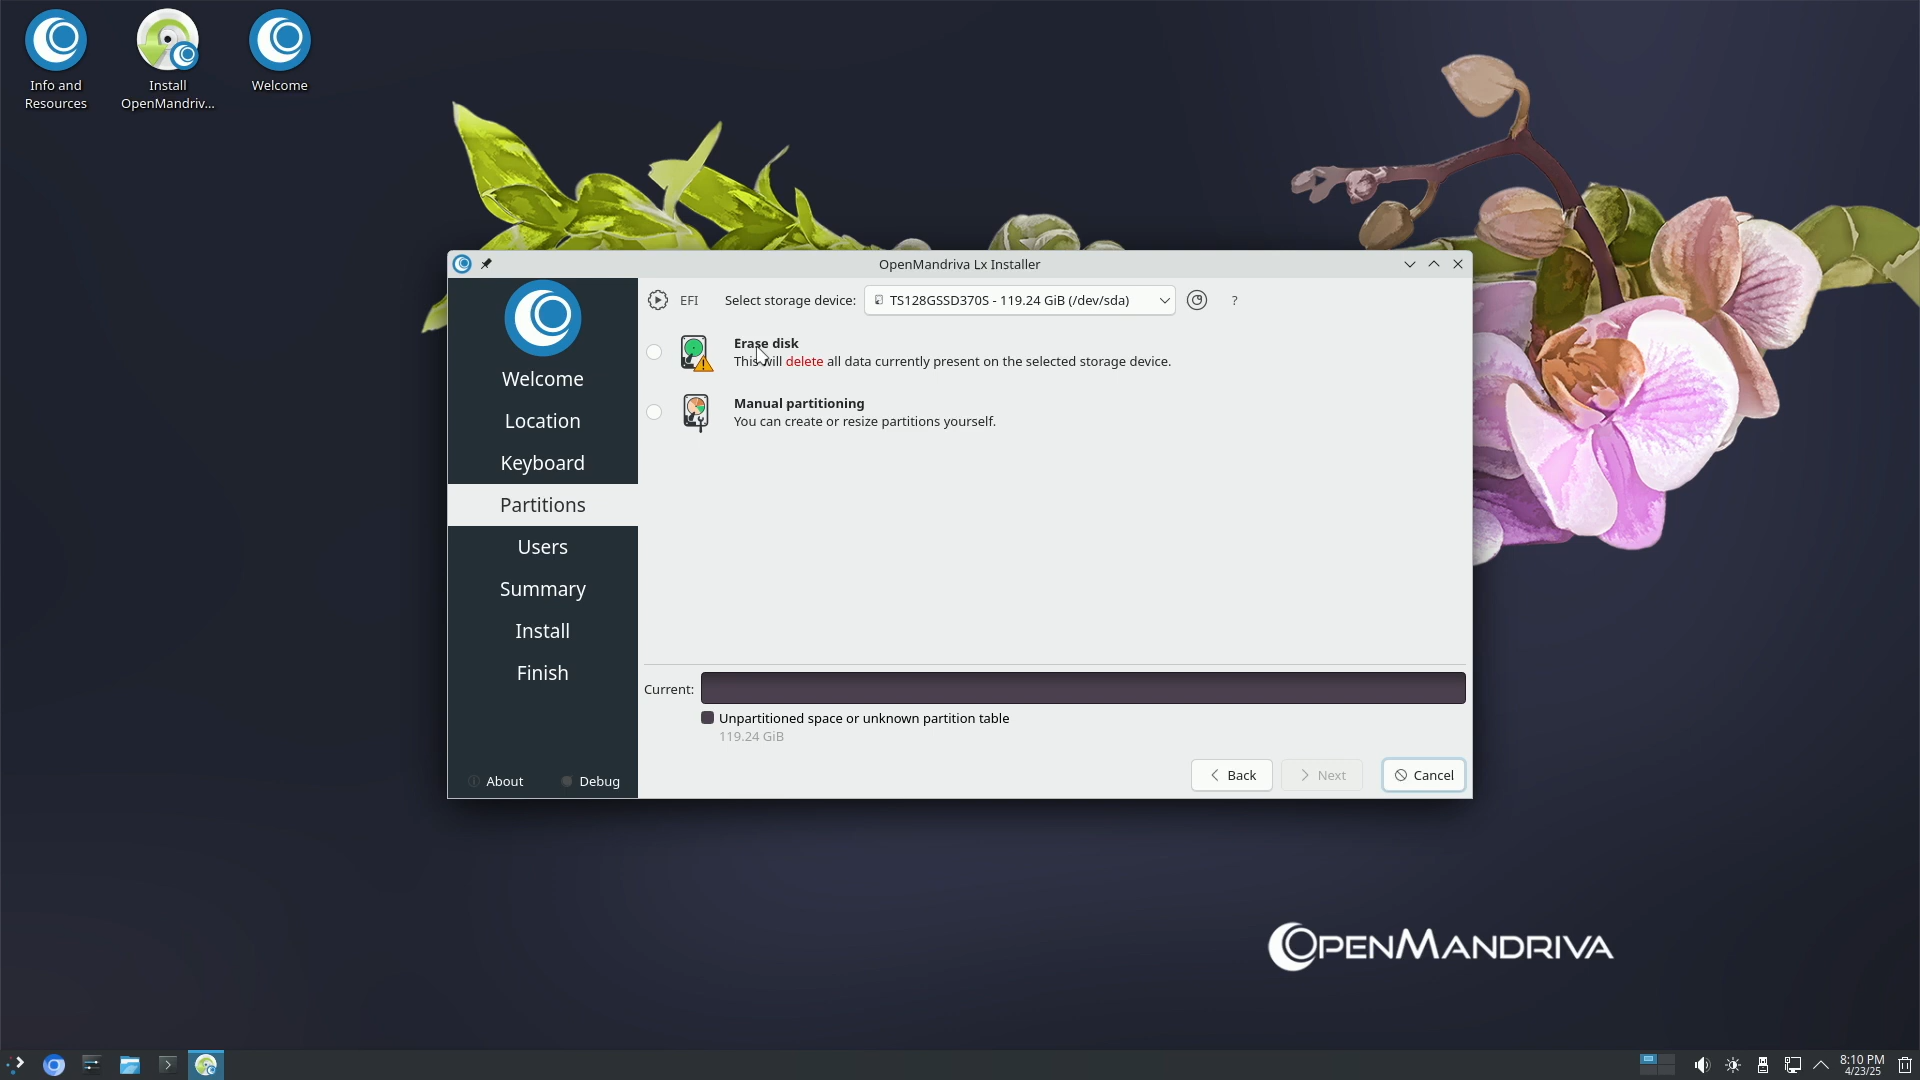 Info and
Resources
Install
OpenMandriv...
Welcome
OpenMandriva Lx Installer
EFI
Select storage device:
TS128GSSD370S - 119.24 GiB (/dev/sda)
?
Erase disk
This will delete all data currently present on the selected storage device.
Manual partitioning
You can create or resize partitions yourself.
Welcome
Location
Keyboard
Partitions
Users
Summary
Install
Finish
Current:
Unpartitioned space or unknown partition table
119.24 GiB
About
Debug
Back
Next
Cancel
OPENMANDRIVA
8:10 PM
4/23/25